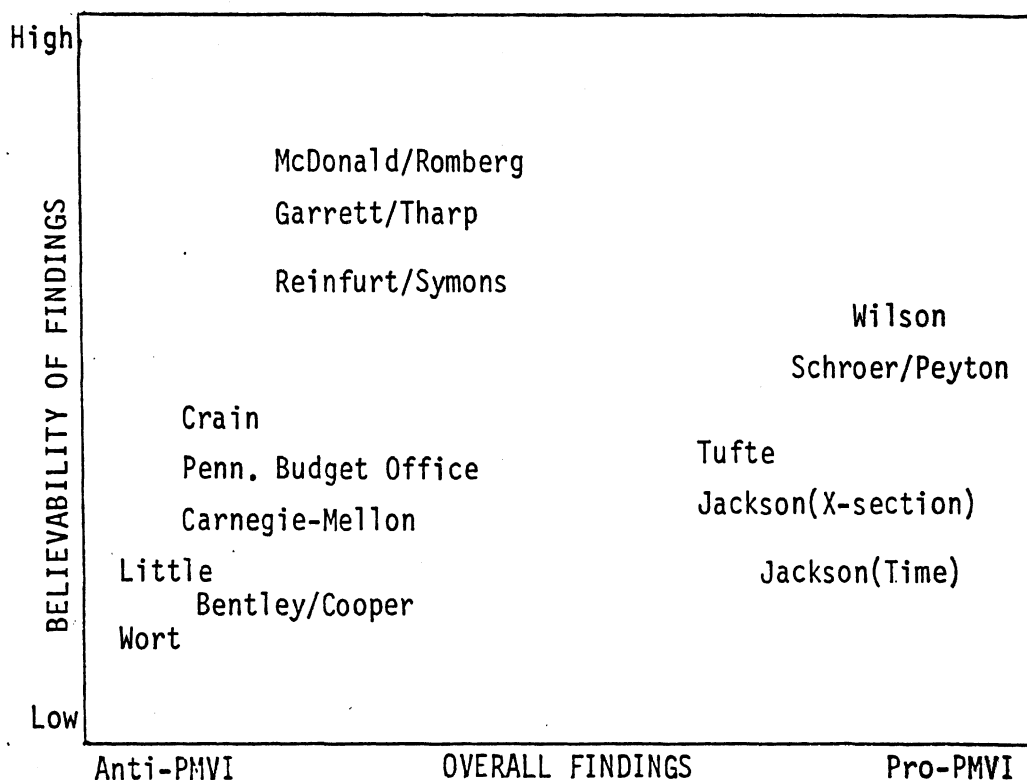 High
McDonald/Romberg
Garrett/Tharp
Reinfurt/Symons
Wilson
Schroer/Peyton
Crain
Tufte
Penn. Budget Office
Jackson(X-section)
Carnegie-Mellon
Little
Jackson(Time)
Bentley/Cooper
Wort
Low
BELIEVABILITY OF FINDINGS
Anti-PMVI OVERALL FINDINGS Pro-PMVI